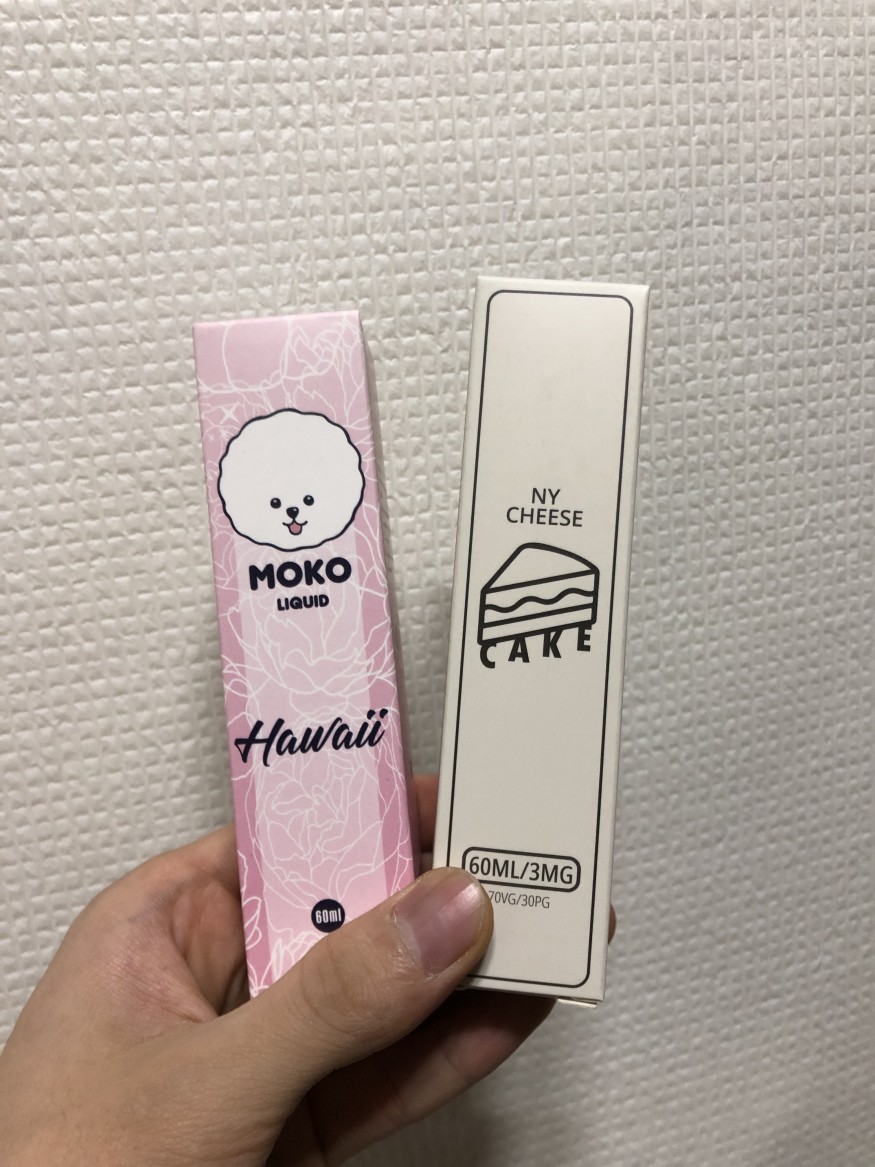 MOKO
LIQUID
Hawaii
60ml
NY
CHEESE
CAKE
60ML/3MG
70VG/30PG